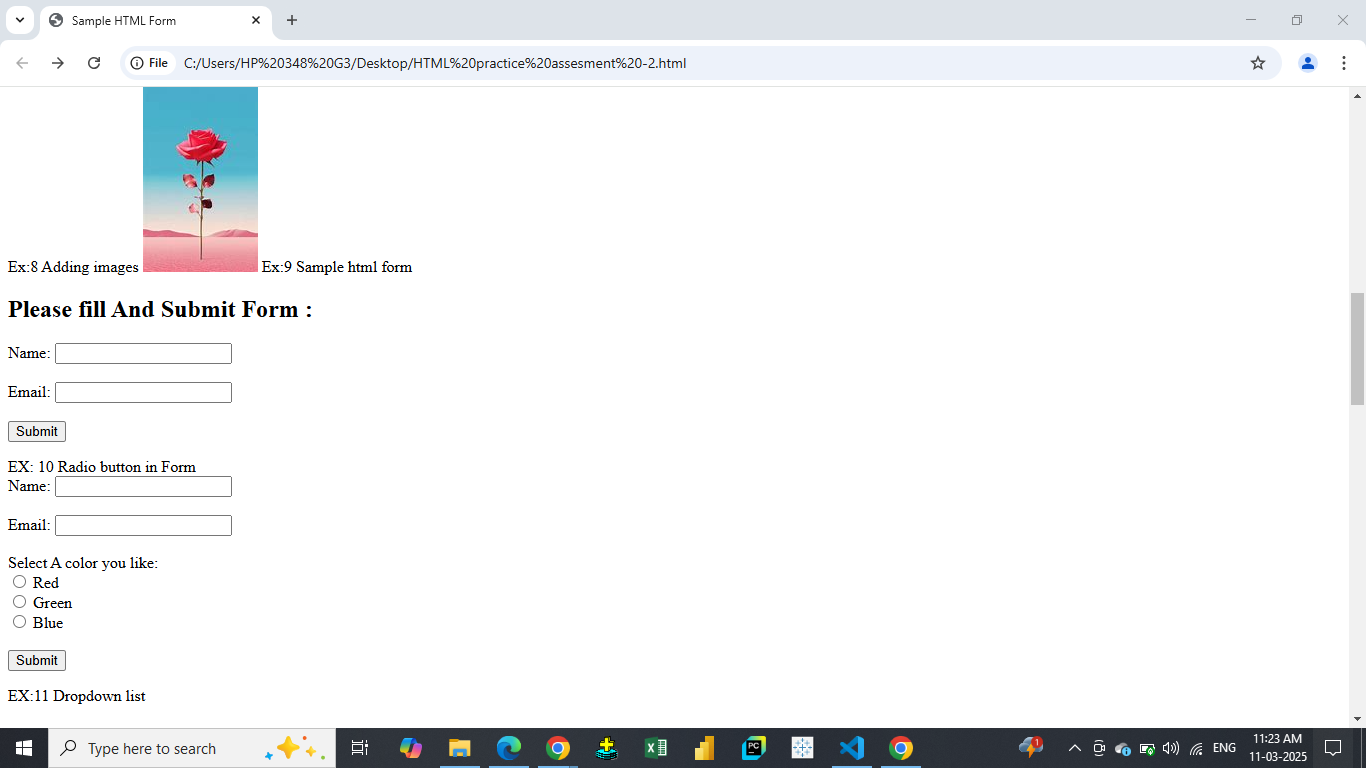 Sample HTML Form
File C:/Users/HP%20348%20G3/Desktop/HTML%20practice%20assesment%20-2.html
Ex:8 Adding images Ex:9 Sample html form
Please fill And Submit Form :
Name:
Email:
Submit
EX: 10 Radio button in Form
Name:
Email:
Select A color you like:
Red
Green
Blue
Submit
EX:11 Dropdown list
Type here to search
PC
1
ENG
11:23 AM
11-03-2025